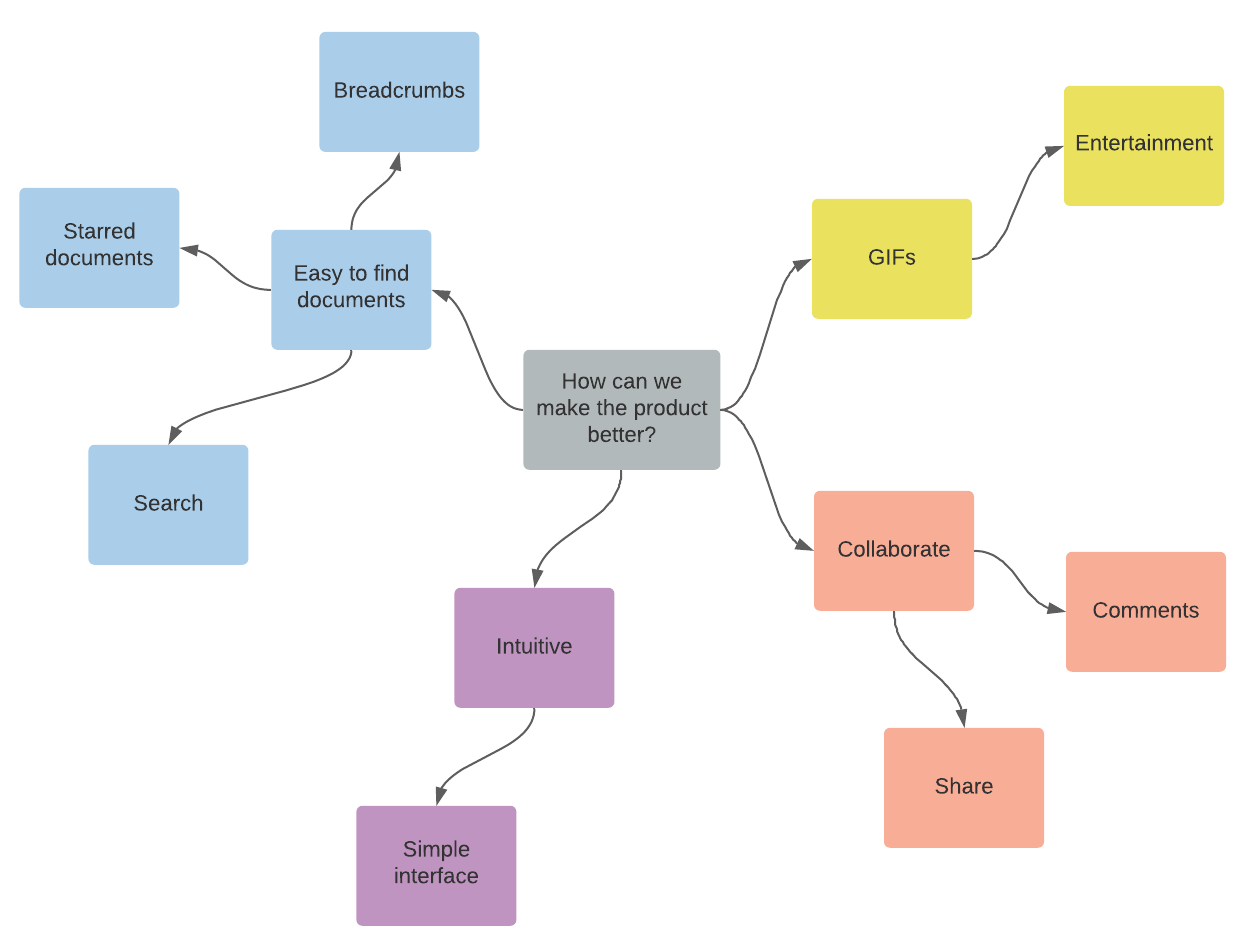 Breadcrumbs
Entertainment
Starred
documents
GIFs
Easy to find
documents
How can we
make the product
better?
Search
Collaborate
Comments
Intuitive
Share
Simple
interface